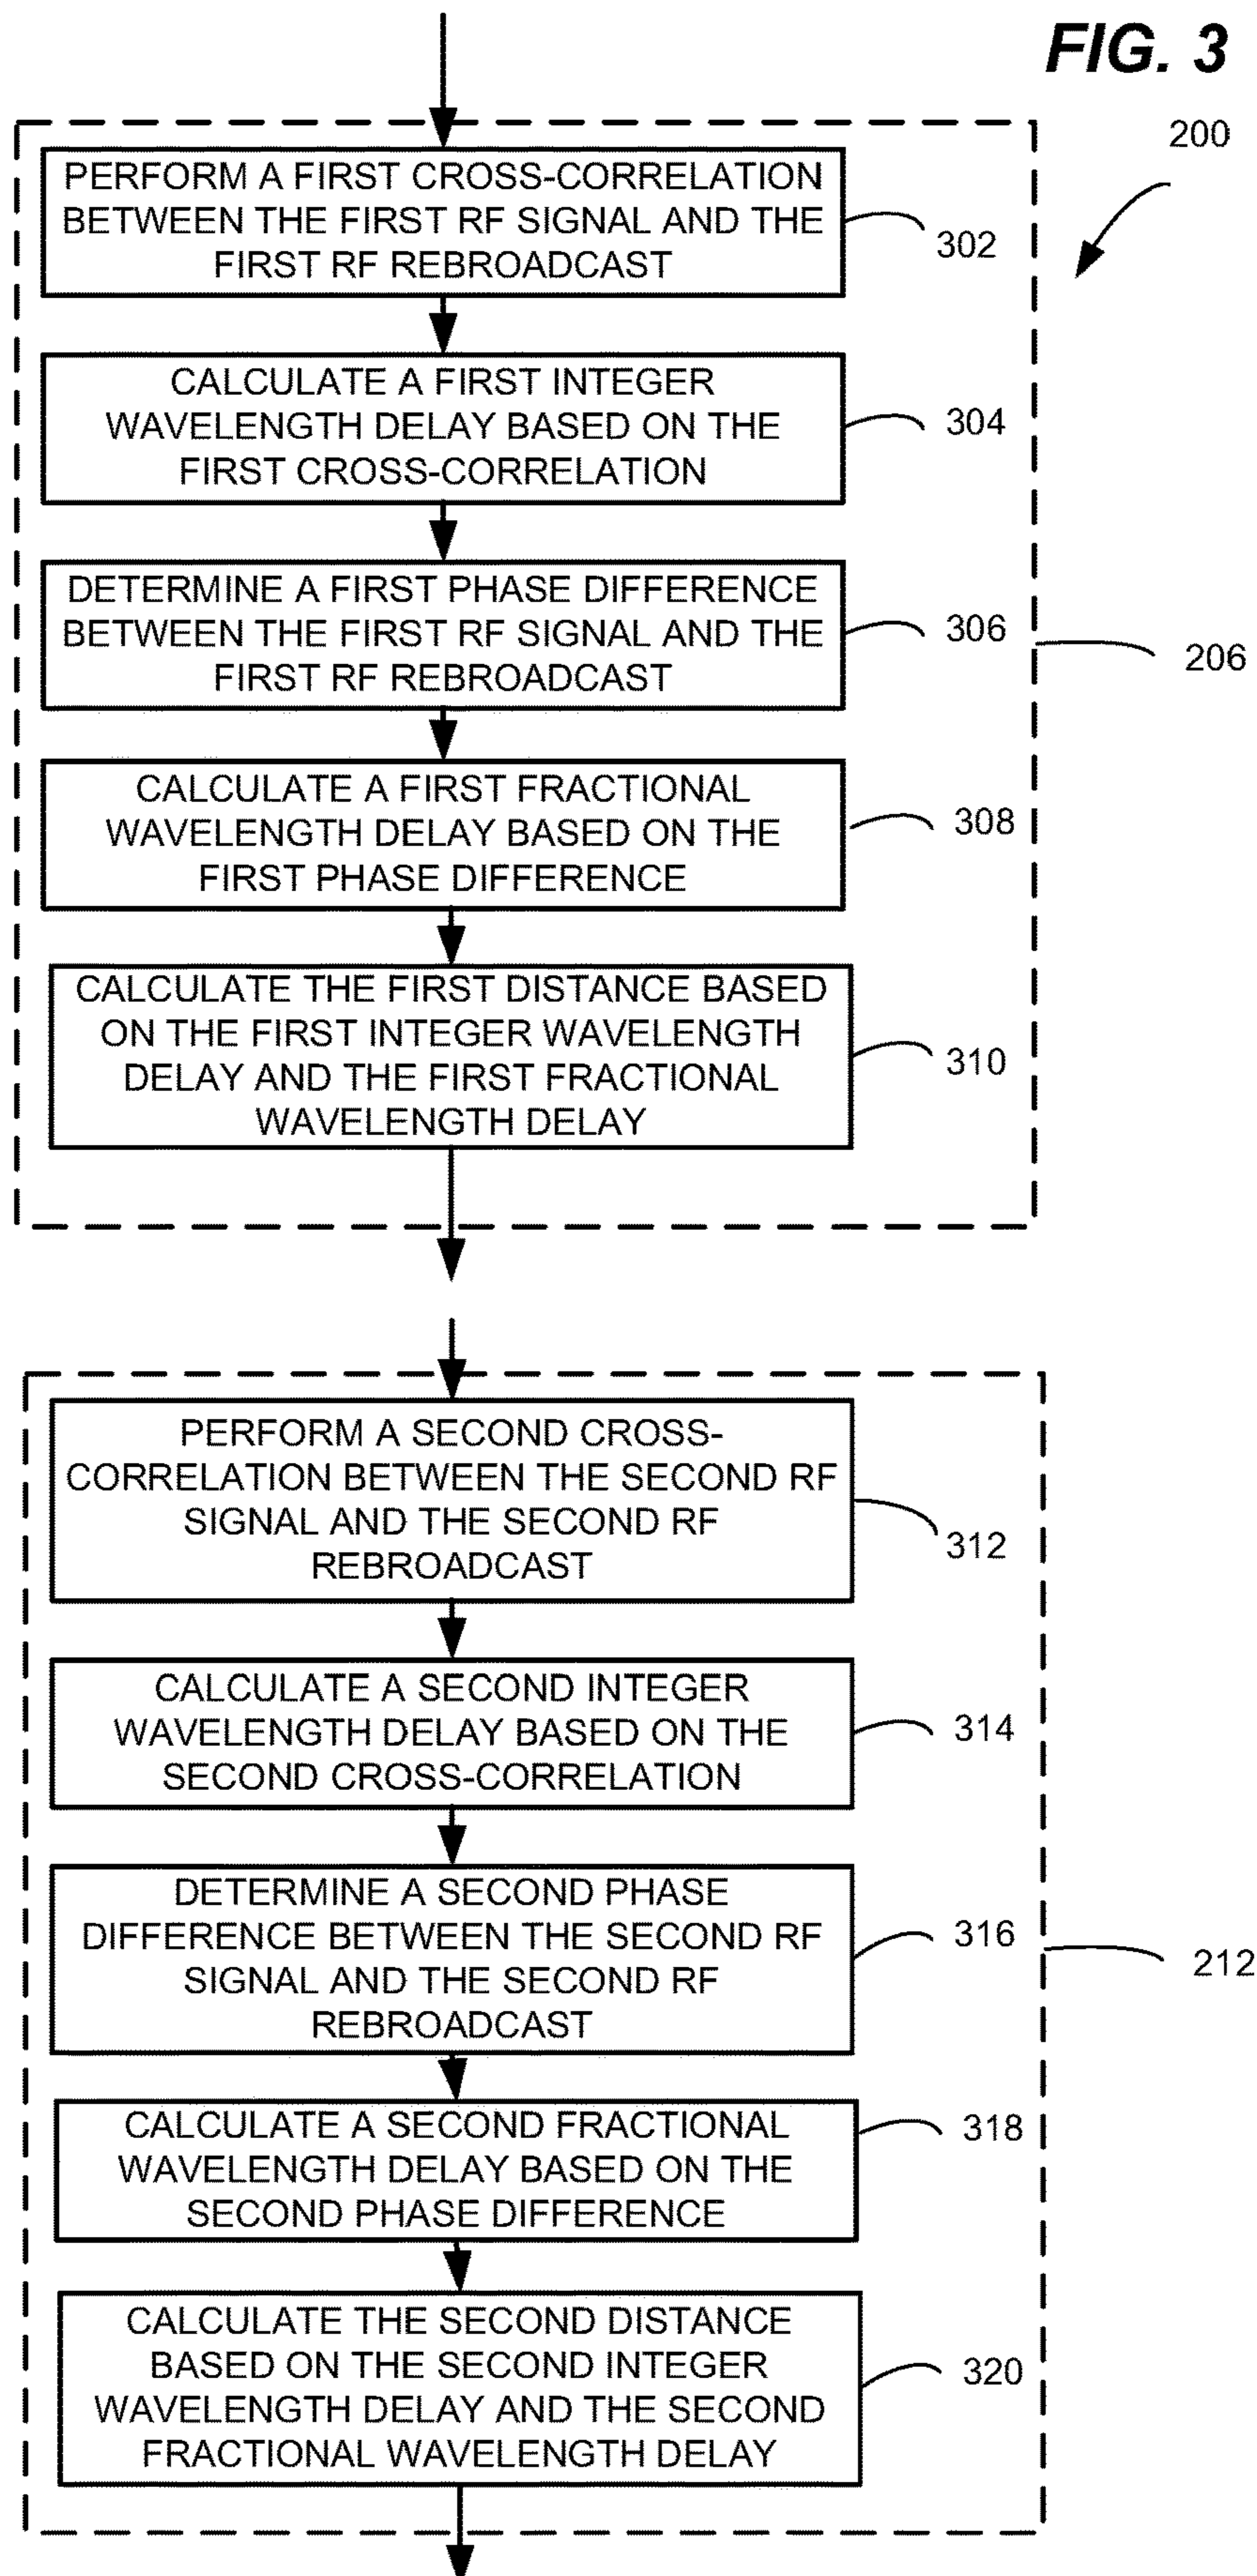 FIG. 3
200
PERFORM A FIRST CROSS-CORRELATION
BETWEEN THE FIRST RF SIGNAL AND THE
FIRST RF REBROADCAST
302
CALCULATE A FIRST INTEGER
WAVELENGTH DELAY BASED ON THE
FIRST CROSS-CORRELATION
304
DETERMINE A FIRST PHASE DIFFERENCE
BETWEEN THE FIRST RF SIGNAL AND THE
FIRST RF REBROADCAST
306
206
CALCULATE A FIRST FRACTIONAL
WAVELENGTH DELAY BASED ON THE
FIRST PHASE DIFFERENCE
308
CALCULATE THE FIRST DISTANCE BASED
ON THE FIRST INTEGER WAVELENGTH
DELAY AND THE FIRST FRACTIONAL
WAVELENGTH DELAY
310
PERFORM A SECOND CROSS-
CORRELATION BETWEEN THE SECOND RF
SIGNAL AND THE SECOND RF
REBROADCAST
312
CALCULATE A SECOND INTEGER
WAVELENGTH DELAY BASED ON THE
SECOND CROSS-CORRELATION
314
DETERMINE A SECOND PHASE
DIFFERENCE BETWEEN THE SECOND RF
SIGNAL AND THE SECOND RF
REBROADCAST
316
212
CALCULATE A SECOND FRACTIONAL
WAVELENGTH DELAY BASED ON THE
SECOND PHASE DIFFERENCE
318
CALCULATE THE SECOND DISTANCE
BASED ON THE SECOND INTEGER
WAVELENGTH DELAY AND THE SECOND
FRACTIONAL WAVELENGTH DELAY
320